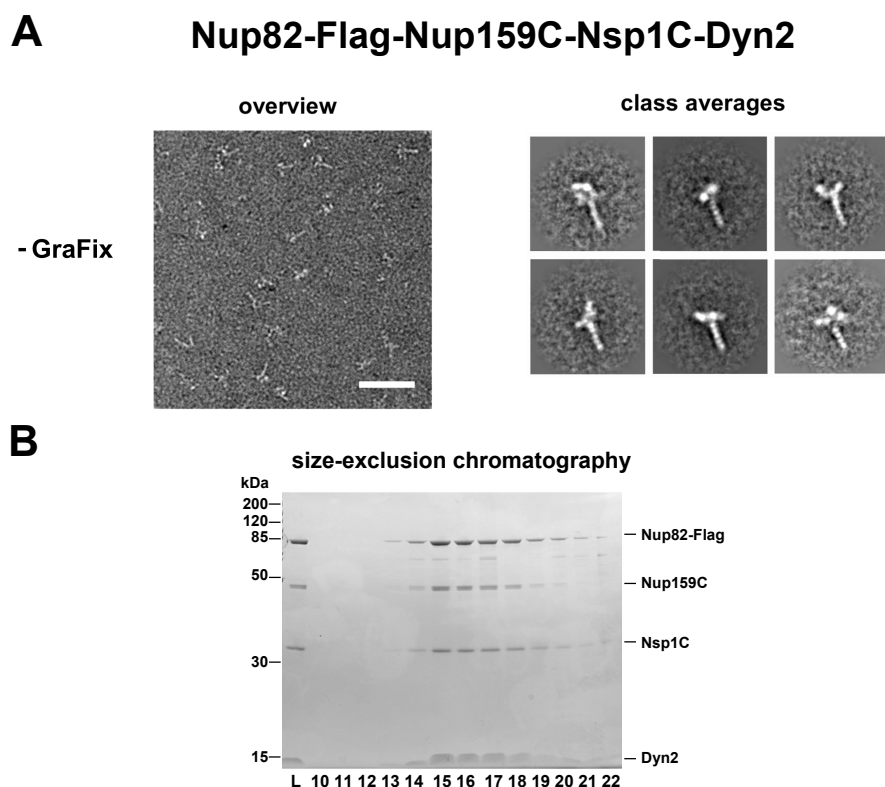 A
Nup82-Flag-Nup159C-Nsp1C-Dyn2
overview
class averages
- GraFix
B
size-exclusion chromatography
kDa
200
120
85
50
30
15
Nup82-Flag
Nup159C
Nsp1C
Dyn2
L 10 11 12 13 14 15 16 17 18 19 20 21 22